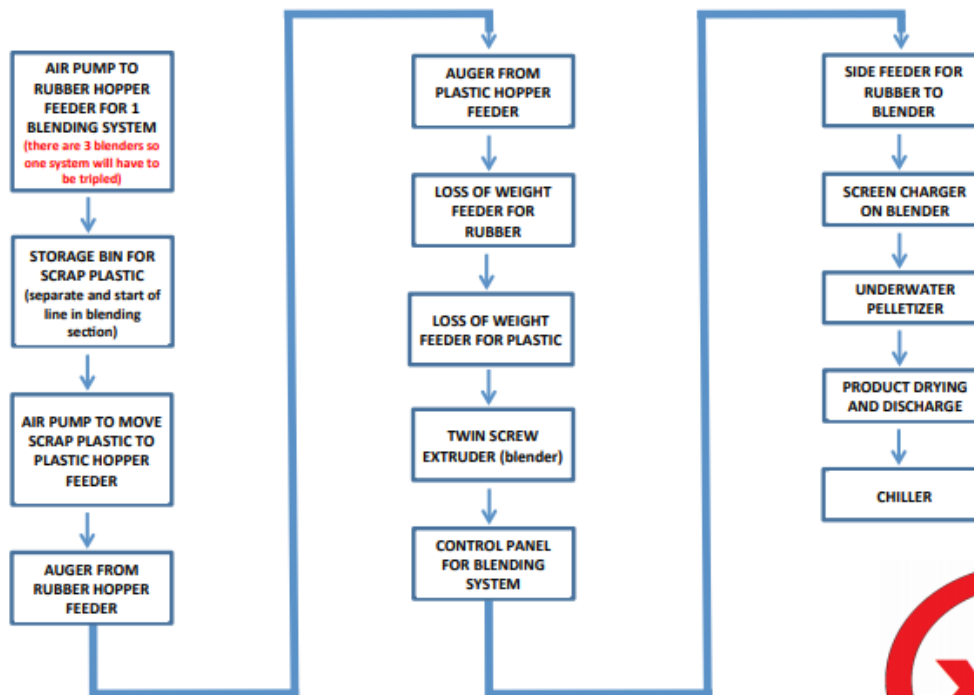 AIR PUMP TO
RUBBER HOPPER
FEEDER FOR 1
BLENDING SYSTEM
(there are 3 blenders so
one system will have to
be tripled)
STORAGE BIN FOR
SCRAP PLASTIC
(separate and start of
line in blending
section)
AIR PUMP TO MOVE
SCRAP PLASTIC TO
PLASTIC HOPPER
FEEDER
AUGER FROM
RUBBER HOPPER
FEEDER
AUGER FROM
PLASTIC HOPPER
FEEDER
LOSS OF WEIGHT
FEEDER FOR
RUBBER
LOSS OF WEIGHT
FEEDER FOR PLASTIC
TWIN SCREW
EXTRUDER (blender)
CONTROL PANEL
FOR BLENDING
SYSTEM
SIDE FEEDER FOR
RUBBER TO
BLENDER
SCREEN CHARGER
ON BLENDER
UNDERWATER
PELLETIZER
PRODUCT DRYING
AND DISCHARGE
CHILLER